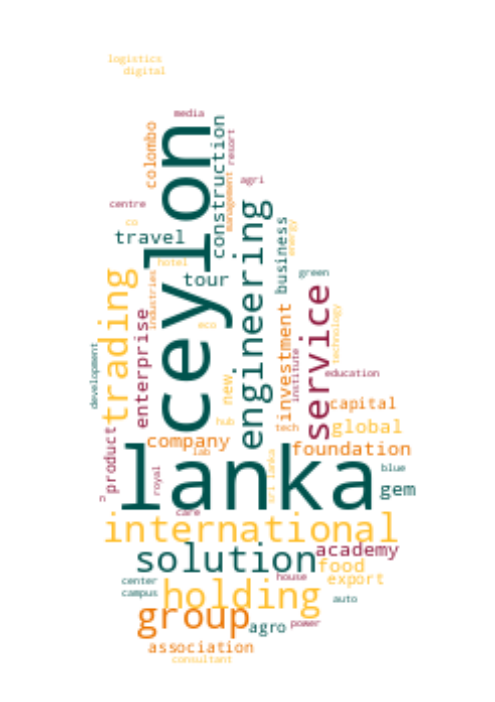 logistics
digital
media
ceylon
colombo
construction
resort
management
agri
centre
co
travel
engineering
business
energy
hotel
tour
green
trading
industries
service
enterprise
eco
investment
technology
development
institute
education
new
capital
hub
tech
global
product
company
foundation
lab
lanka
sri lanka
blue
royal
gem
n
care
international
solution
academy
food
house
export
center
campus
holding
auto
group
agro
power
association
consultant